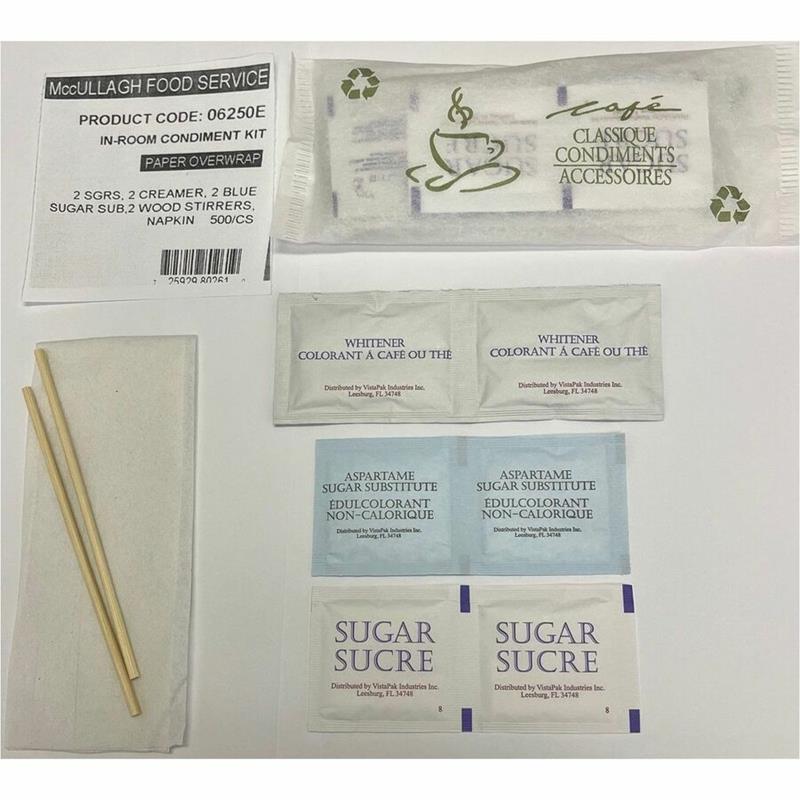 MccULLAGH FOOD SERVICE
PRODUCT CODE: 06250E
IN-ROOM CONDIMENT KIT
PAPER OVERWRAP
2 SGRS, 2 CREAMER, 2 BLUE
SUGAR SUB,2 WOOD STIRRERS,
NAPKIN 500/CS
café
CLASSIQUE
CONDIMENTS
ACCESSOIRES
SUGAR
SUCRE
WHITENER
COLORANT Á CAFÉ OU THÉ
Distributed by VistaPak Industries Inc.
Leesburg, FL 34748
WHITENER
COLORANT Á CAFÉ OU THÉ
Distributed by VistaPak Industries Inc.
Leesburg, FL 34748
ASPARTAME
SUGAR SUBSTITUTE
ÉDULCOLORANT
NON-CALORIQUE
Distributed by VistaPak Industries Inc.
Leesburg, FL 34748
ASPARTAME
SUGAR SUBSTITUTE
ÉDULCOLORANT
NON-CALORIQUE
Distributed by VistaPak Industries Inc.
Leesburg, FL 34748
SUGAR
SUCRE
Distributed by VistaPak Industries Inc.
Leesburg, FL 34748
8
SUGAR
SUCRE
Distributed by VistaPak Industries Inc.
Leesburg, FL 34748
8